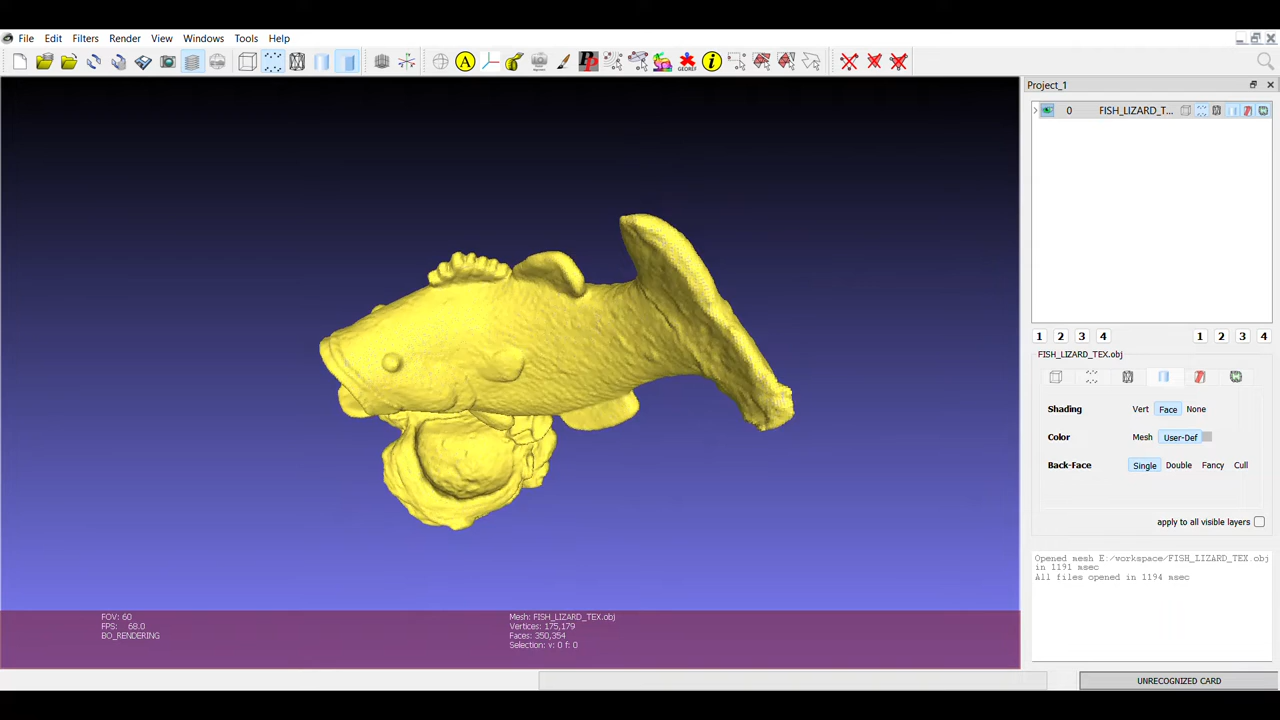 File Edit Filters Render View Windows Tools Help
A
PP
GEOREF
i
Project_1
0 FISH_LIZARD_T...
1 2 3 4 1 2 3 4
FISH_LIZARD_TEX.obj
Shading Vert Face None
Color Mesh User-Def
Back-Face Single Double Fancy Cull
apply to all visible layers
Opened mesh E:/workspace/FISH_LIZARD_TEX.obj
in 1191 msec
All files opened in 1194 msec
FOV: 60
FPS: 68.0
BO_RENDERING
Mesh: FISH_LIZARD_TEX.obj
Vertices: 175,179
Faces: 350,354
Selection: v: 0 f: 0
UNRECOGNIZED CARD